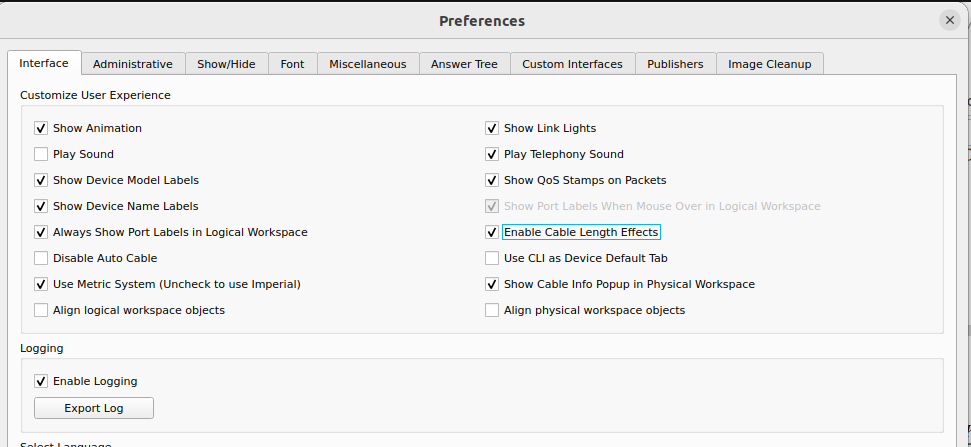 Preferences
Interface Administrative Show/Hide Font Miscellaneous Answer Tree Custom Interfaces Publishers Image Cleanup
Customize User Experience
Show Animation Show Link Lights
Play Sound Play Telephony Sound
Show Device Model Labels Show QoS Stamps on Packets
Show Device Name Labels Show Port Labels When Mouse Over in Logical Workspace
Always Show Port Labels in Logical Workspace Enable Cable Length Effects
Disable Auto Cable Use CLI as Device Default Tab
Use Metric System (Uncheck to use Imperial) Show Cable Info Popup in Physical Workspace
Align logical workspace objects Align physical workspace objects
Logging
Enable Logging
Export Log
Select Language